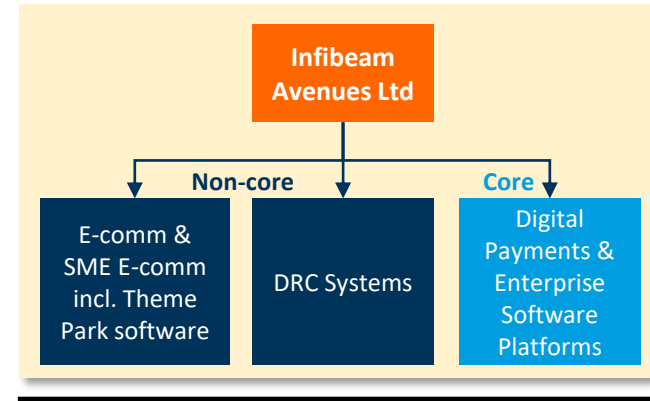 Infibeam
Avenues Ltd
Non-core
Core
E-comm &
SME E-comm
incl. Theme
Park software
DRC Systems
Digital
Payments &
Enterprise
Software
Platforms